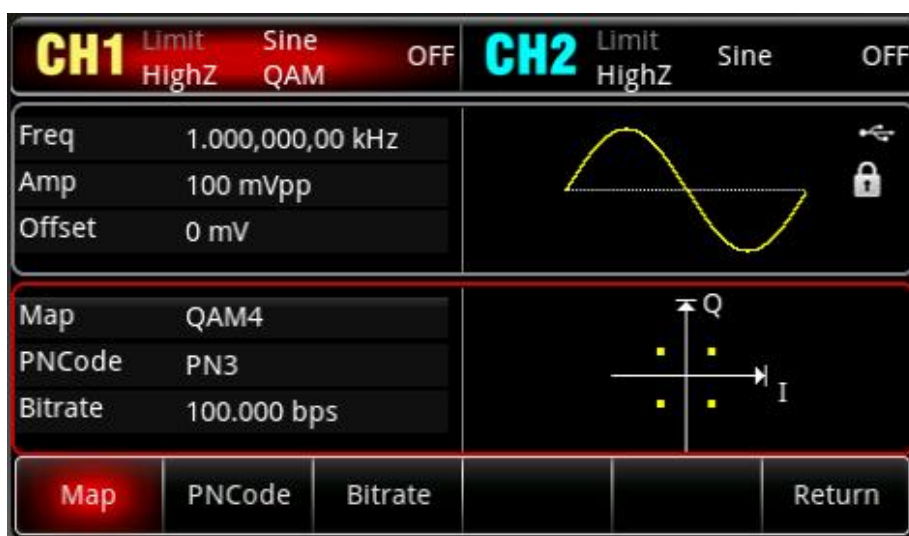 CH1 Limit Sine OFF CH2 Limit Sine OFF
HighZ QAM HighZ
Freq 1.000,000,00 kHz
Amp 100 mVpp
Offset 0 mV
Map QAM4
PNCode PN3
Bitrate 100.000 bps
Q
I
Map PNCode Bitrate Return